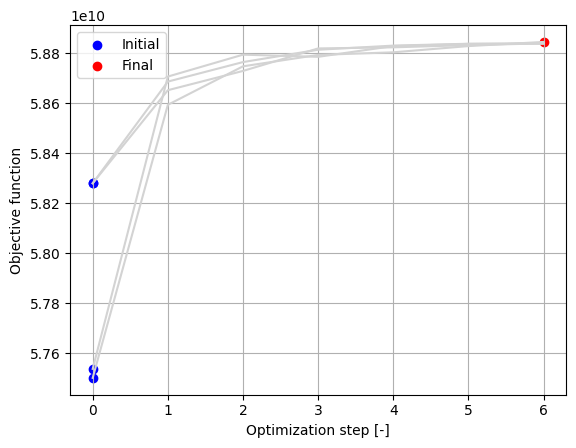 1e10
Initial
Final
5.88
5.86
5.84
5.82
5.80
5.78
5.76
Objective function
0 1 2 3 4 5 6
Optimization step [-]